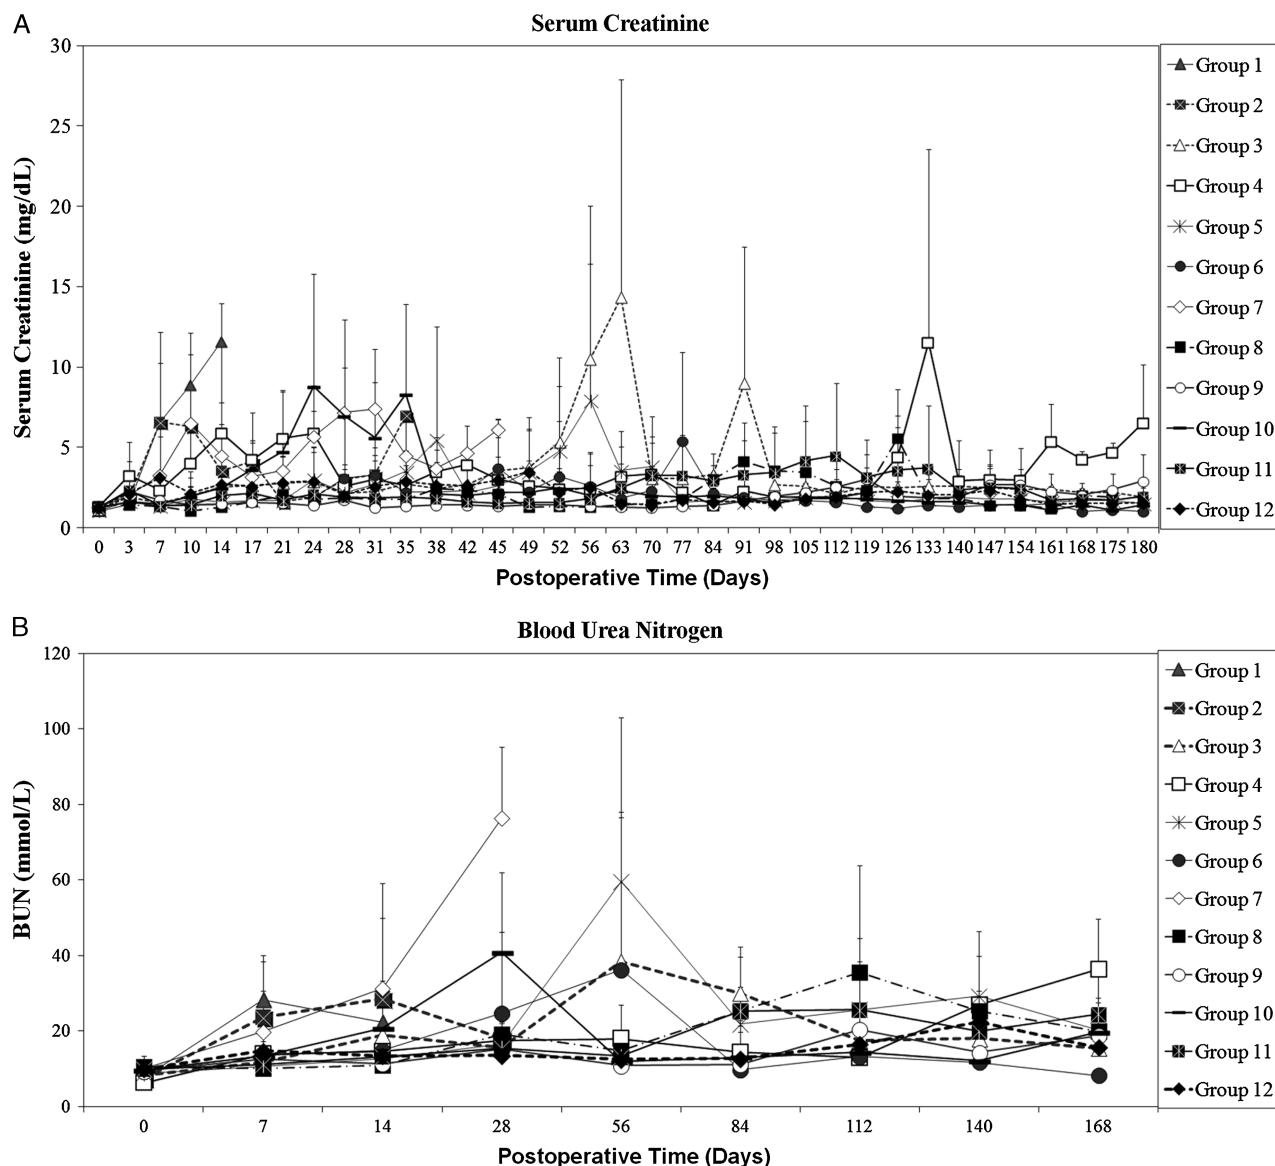 A
Serum Creatinine
Serum Creatinine (mg/dL)
30
25
20
15
10
5
0
0 3 7 10 14 17 21 24 28 31 35 38 42 45 49 52 56 63 70 77 84 91 98 105 112 119 126 133 140 147 154 161 168 175 180
Postoperative Time (Days)
Group 1
Group 2
Group 3
Group 4
Group 5
Group 6
Group 7
Group 8
Group 9
Group 10
Group 11
Group 12
B
Blood Urea Nitrogen
BUN (mmol/L)
120
100
80
60
40
20
0
0 7 14 28 56 84 112 140 168
Postoperative Time (Days)
Group 1
Group 2
Group 3
Group 4
Group 5
Group 6
Group 7
Group 8
Group 9
Group 10
Group 11
Group 12